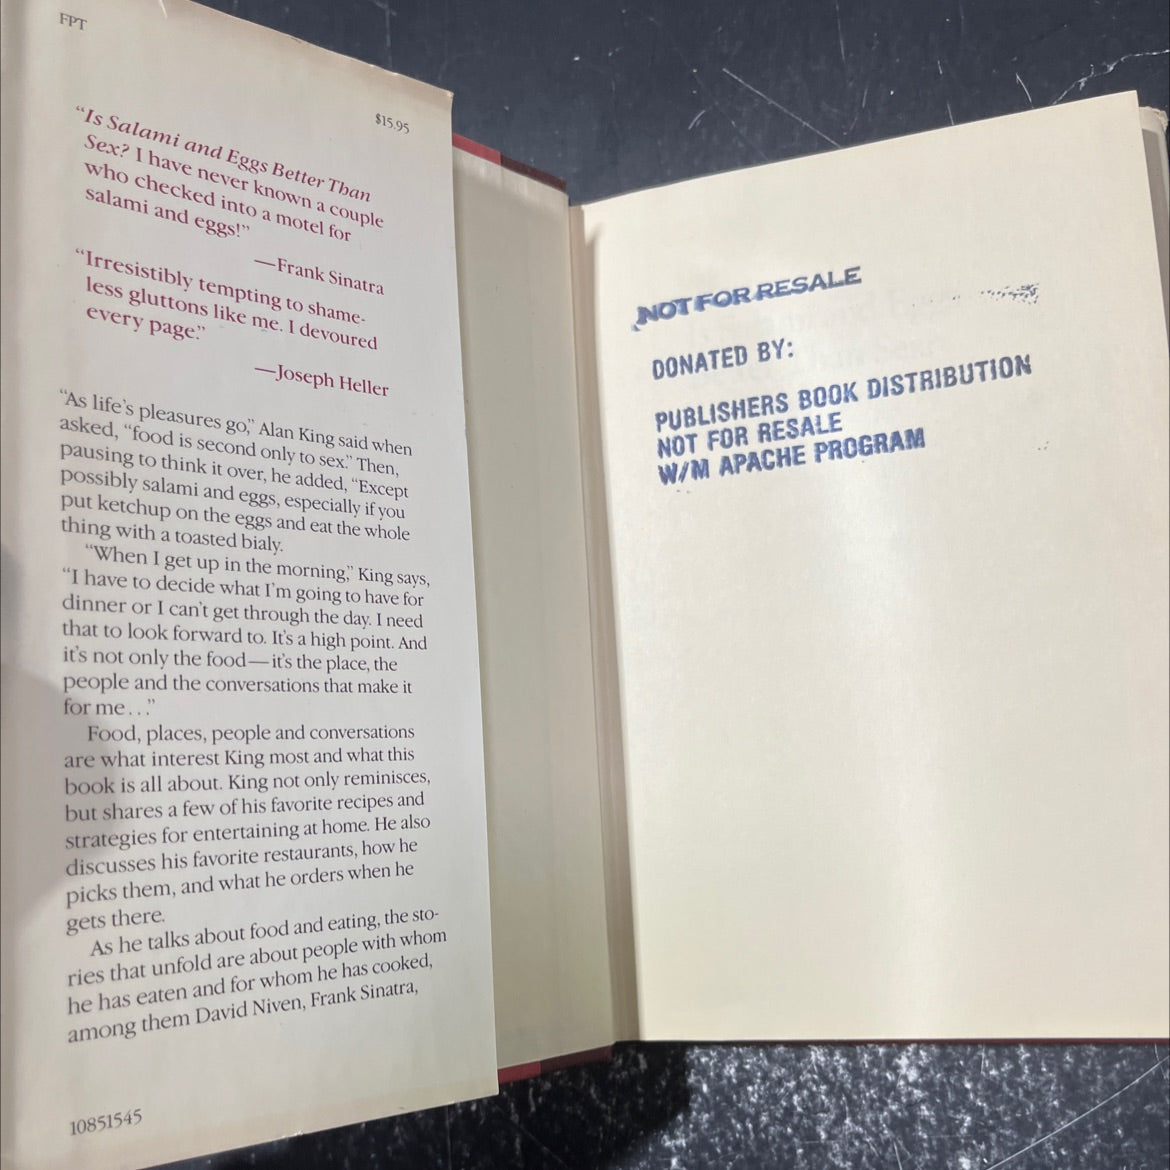 FPT
$15.95
“Is Salami and Eggs Better Than
Sex? I have never known a couple
who checked into a motel for
salami and eggs!”
—Frank Sinatra
“Irresistibly tempting to shame-
less gluttons like me. I devoured
every page.”
—Joseph Heller
“As life’s pleasures go,” Alan King said when
asked, “food is second only to sex.” Then,
pausing to think it over, he added, “Except
possibly salami and eggs, especially if you
put ketchup on the eggs and eat the whole
thing with a toasted bialy.
“When I get up in the morning,” King says,
“I have to decide what I’m going to have for
dinner or I can’t get through the day. I need
that to look forward to. It’s a high point. And
it’s not only the food—it’s the place, the
people and the conversations that make it
for me . . .”
Food, places, people and conversations
are what interest King most and what this
book is all about. King not only reminisces,
but shares a few of his favorite recipes and
strategies for entertaining at home. He also
discusses his favorite restaurants, how he
picks them, and what he orders when he
gets there.
As he talks about food and eating, the sto-
ries that unfold are about people with whom
he has eaten and for whom he has cooked,
among them David Niven, Frank Sinatra,
10851545
NOT FOR RESALE
DONATED BY:
PUBLISHERS BOOK DISTRIBUTION
NOT FOR RESALE
W/M APACHE PROGRAM